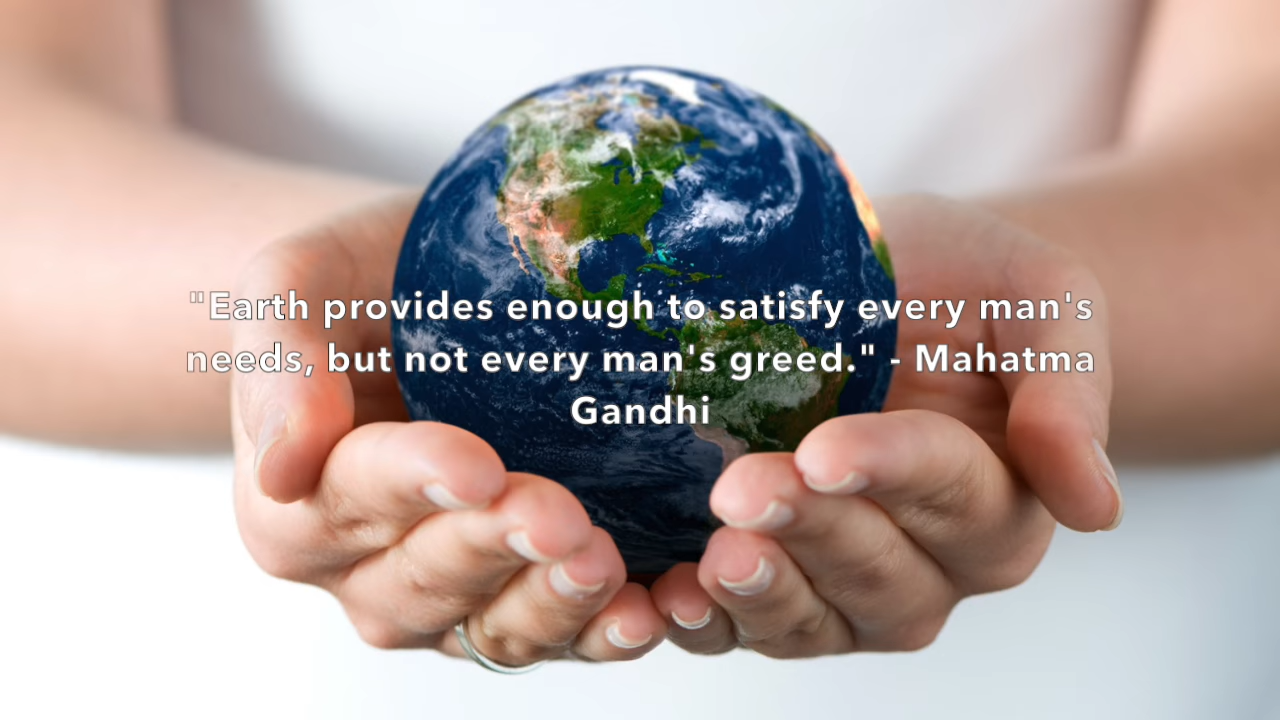 "Earth provides enough to satisfy every man's
needs, but not every man's greed." - Mahatma
Gandhi